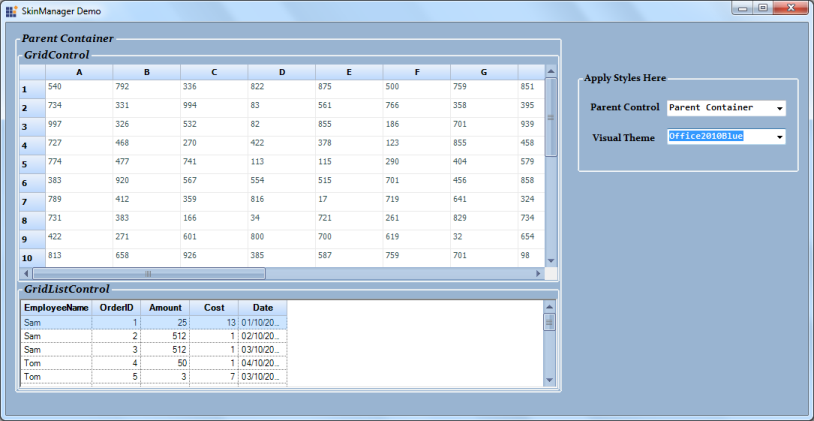 SkinManager Demo
Parent Container
GridControl
A B C D E F G
1 540 792 336 822 875 500 759 851
2 734 331 994 83 561 766 358 395
3 997 326 532 82 855 186 701 939
4 727 468 270 422 378 123 855 458
5 774 477 741 113 115 290 404 579
6 383 920 567 554 515 701 456 858
7 789 412 359 816 17 719 641 324
8 731 383 166 34 721 261 829 734
9 422 271 601 800 700 619 32 654
10 813 658 926 385 587 759 701 98
GridListControl
EmployeeName OrderID Amount Cost Date
Sam 1 25 13 01/10/20...
Sam 2 512 1 02/10/20...
Sam 3 512 1 03/10/20...
Tom 4 50 1 04/10/20...
Tom 5 3 7 03/10/20...
Apply Styles Here
Parent Control Parent Container
Visual Theme Office2010Blue